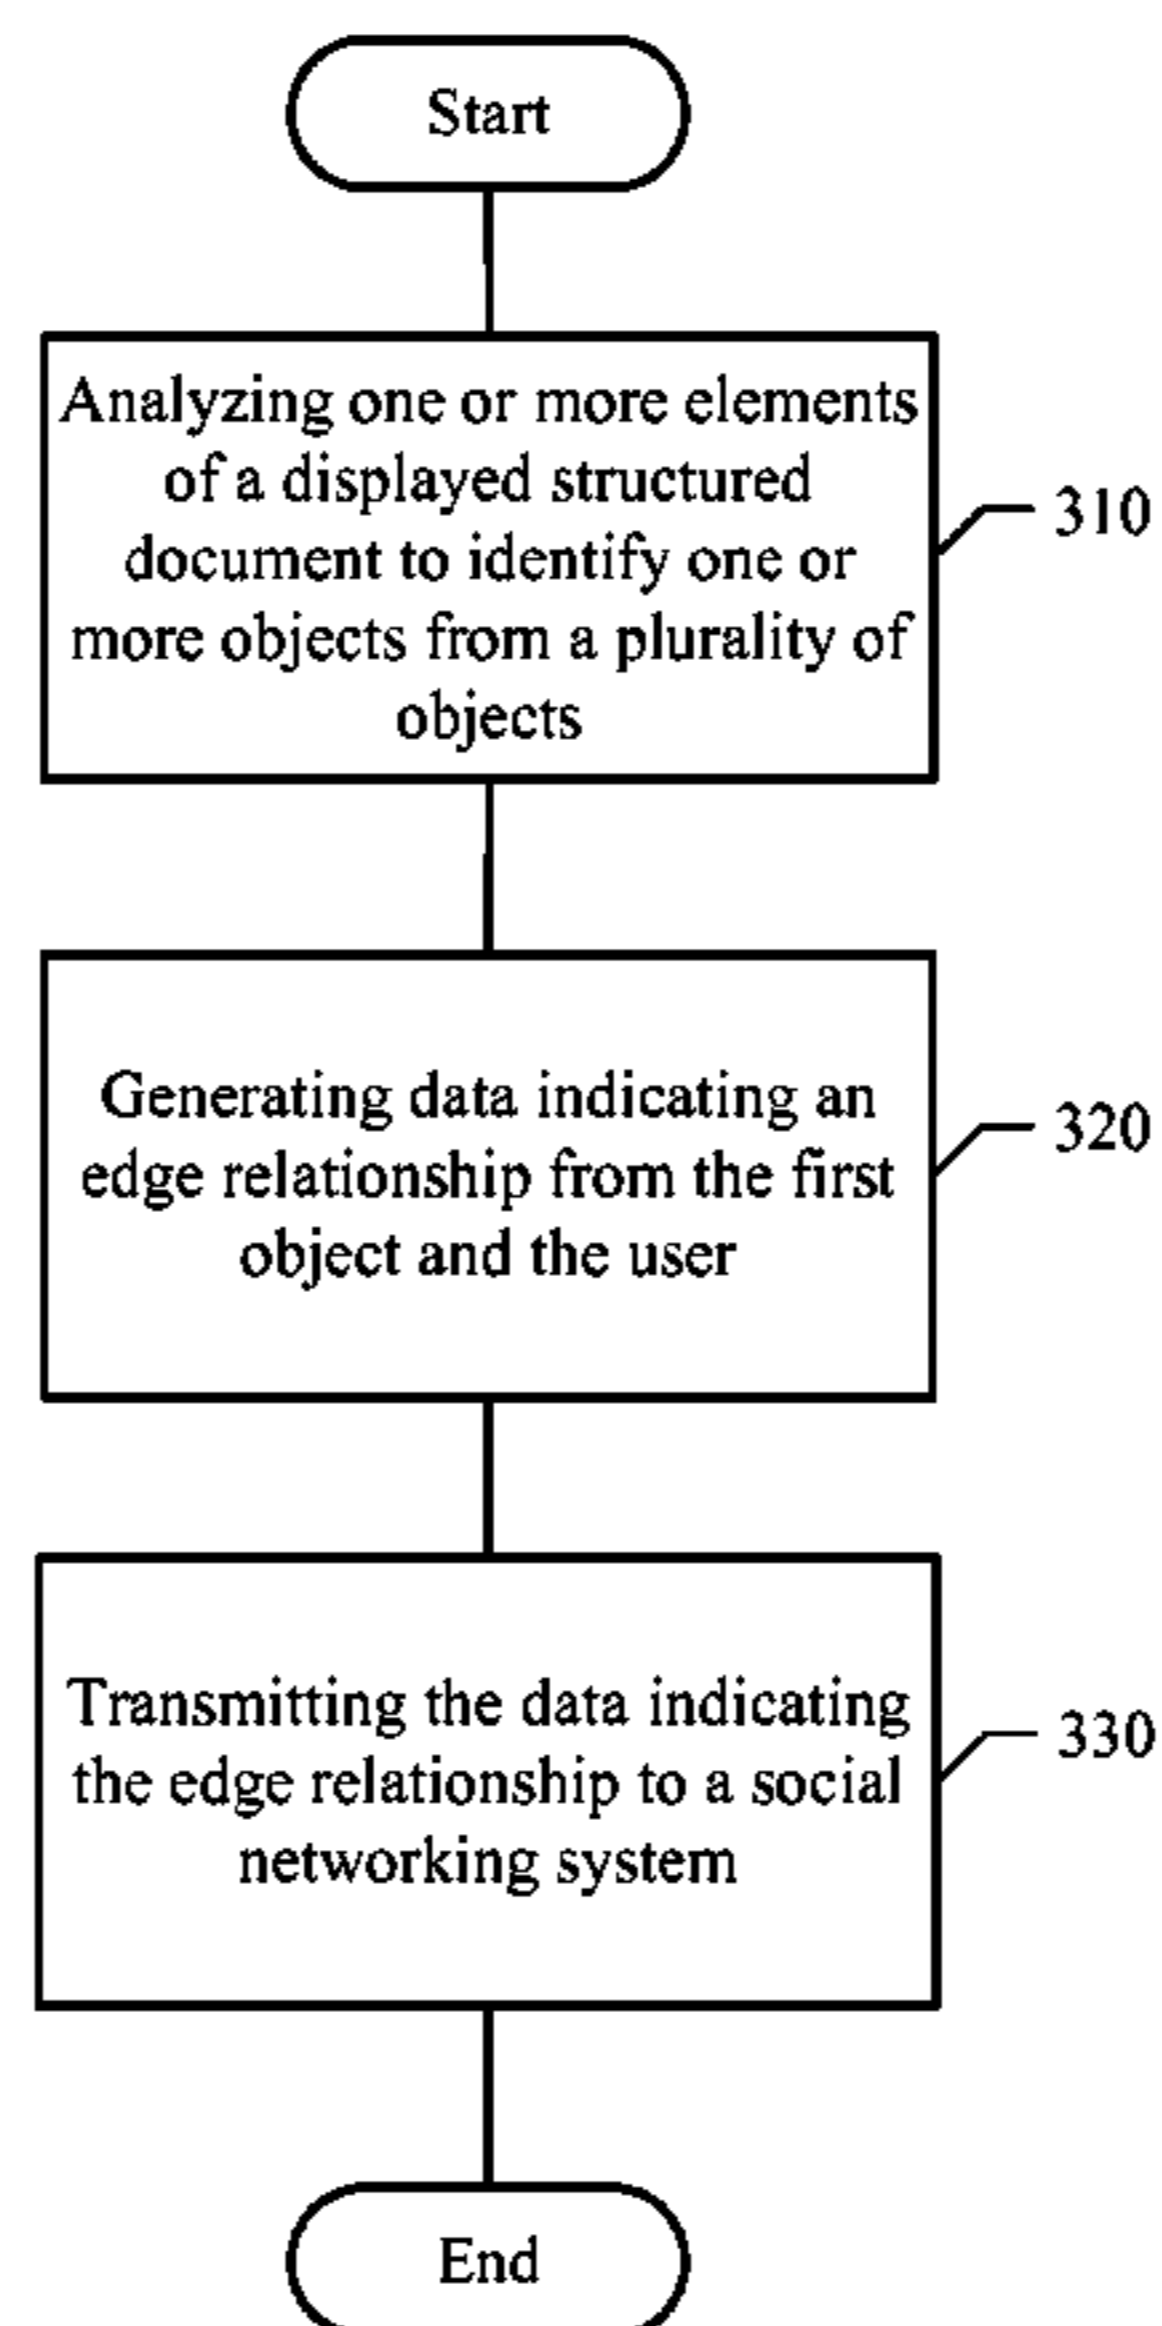 Start
Analyzing one or more elements
of a displayed structured
document to identify one or
more objects from a plurality of
objects
310
Generating data indicating an
edge relationship from the first
object and the user
320
Transmitting the data indicating
the edge relationship to a social
networking system
330
End